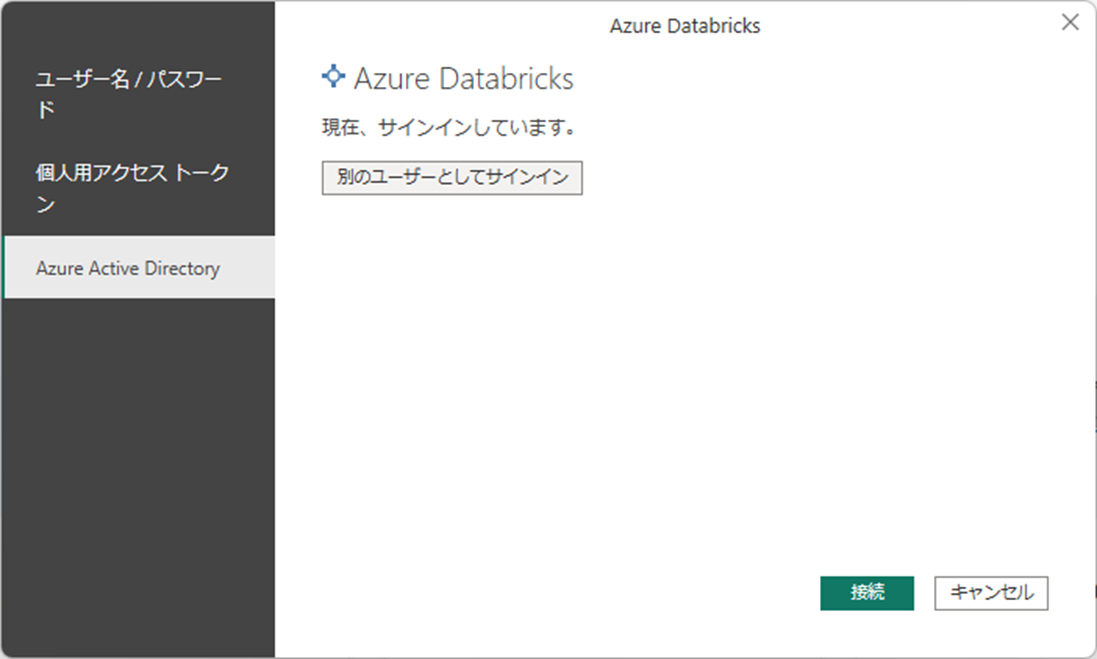 Azure Databricks
ユーザー名 / パスワー
ド
個人用アクセス トーク
ン
Azure Active Directory
Azure Databricks
現在、サインインしています。
別のユーザーとしてサインイン
接続
キャンセル